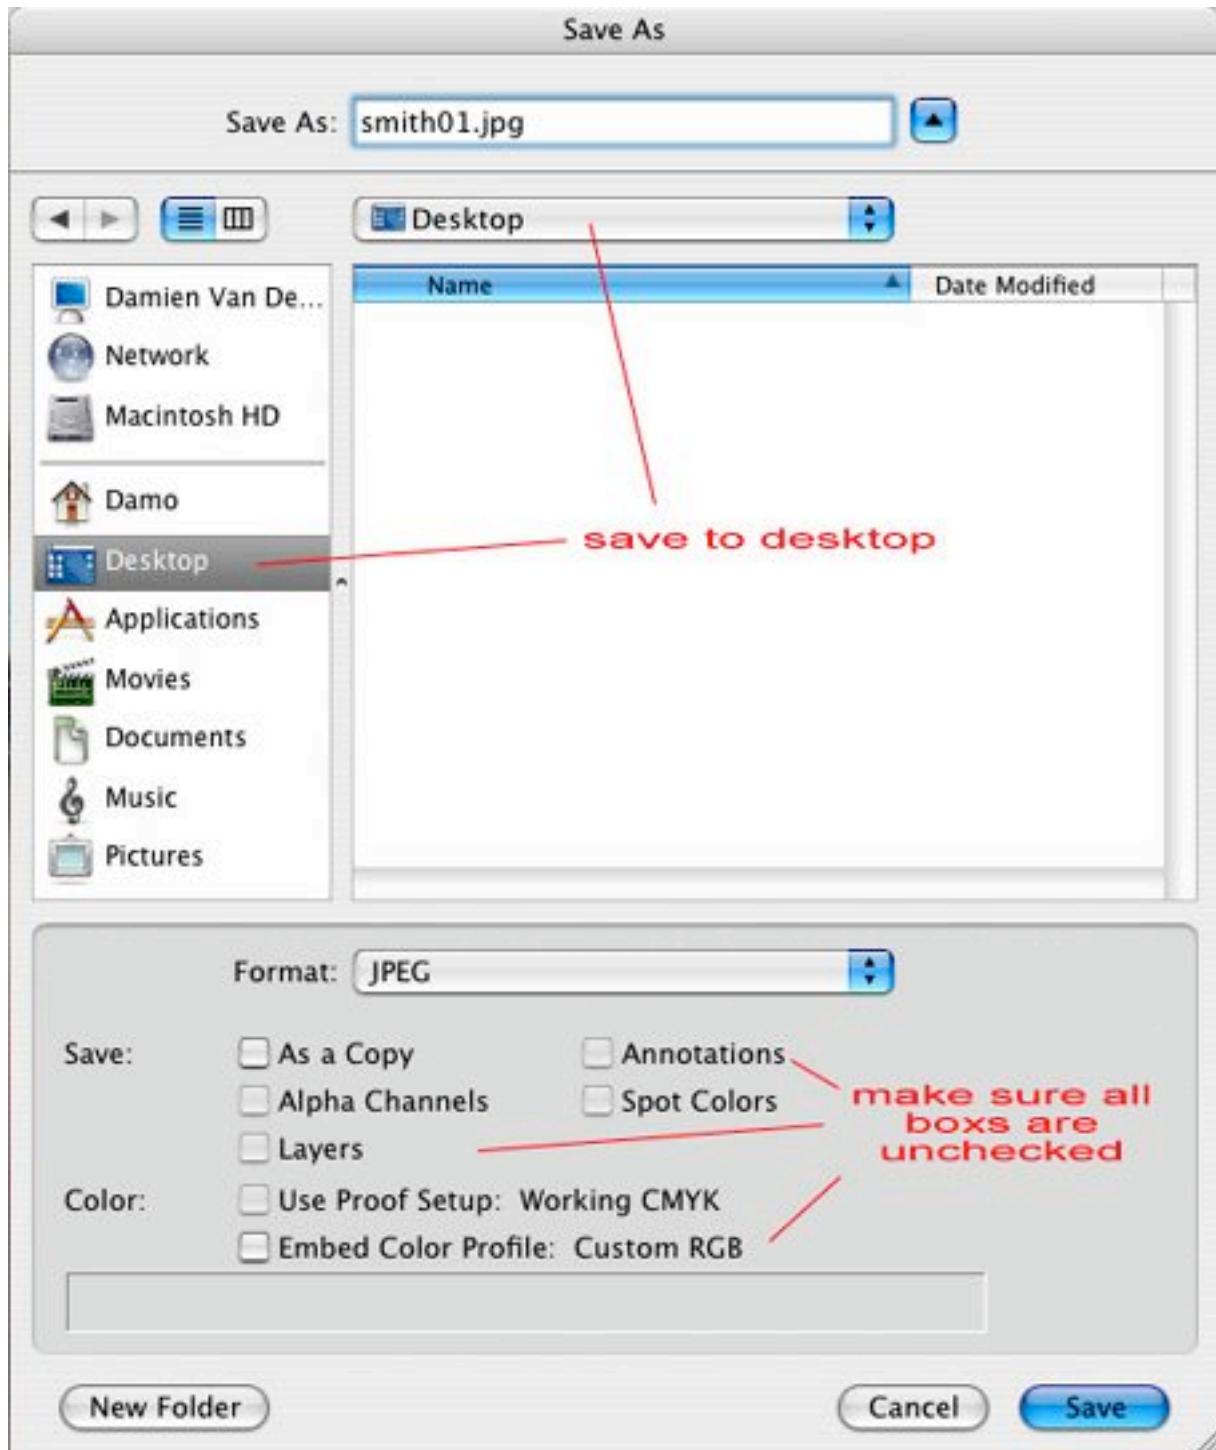 Save As
Save As: smith01.jpg
Desktop
Name Date Modified
Damien Van De...
Network
Macintosh HD
Damo
Desktop
Applications
Movies
Documents
Music
Pictures
save to desktop
Format: JPEG
Save: As a Copy Annotations
Alpha Channels Spot Colors
Layers
make sure all
boxs are
unchecked
Color: Use Proof Setup: Working CMYK
Embed Color Profile: Custom RGB
New Folder Cancel Save